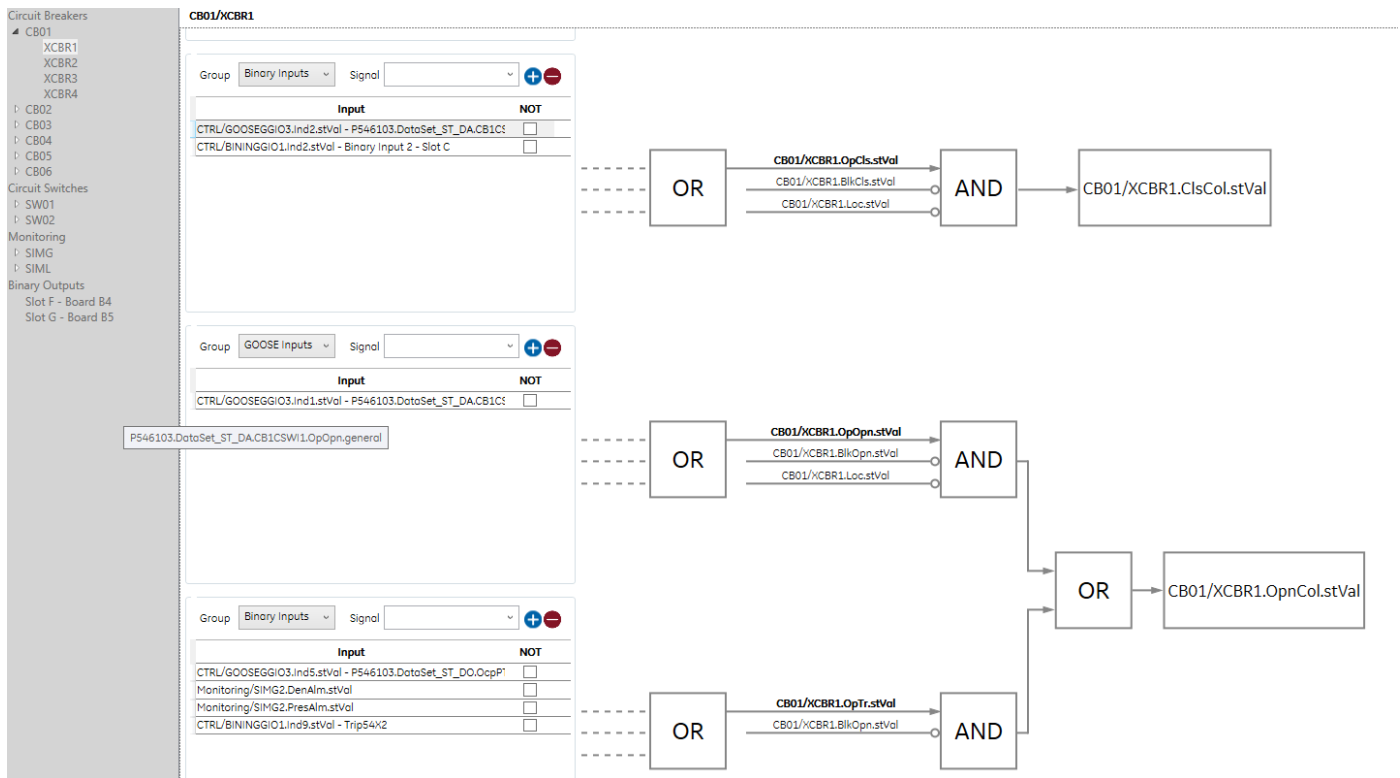 Circuit Breakers
CB01
XCBR1
XCBR2
XCBR3
XCBR4
CB02
CB03
CB04
CB05
CB06
Circuit Switches
SW01
SW02
Monitoring
SIMG
SIML
Binary Outputs
Slot F - Board B4
Slot G - Board B5
CB01/XCBR1
Group Binary Inputs Signal
Input NOT
CTRL/GOOSEGGIO3.Ind2.stVal - P546103.DataSet_ST_DA.CB1CS
CTRL/BININGGIO1.Ind2.stVal - Binary Input 2 - Slot C
OR
CB01/XCBR1.OpCls.stVal
CB01/XCBR1.BlkCls.stVal
CB01/XCBR1.Loc.stVal
AND
CB01/XCBR1.ClsCol.stVal
Group GOOSE Inputs Signal
Input NOT
CTRL/GOOSEGGIO3.Ind1.stVal - P546103.DataSet_ST_DA.CB1CS
P546103.DataSet_ST_DA.CB1CSWI1.OpOpn.general
OR
CB01/XCBR1.OpOpn.stVal
CB01/XCBR1.BlkOpn.stVal
CB01/XCBR1.Loc.stVal
AND
OR
CB01/XCBR1.OpnCol.stVal
Group Binary Inputs Signal
Input NOT
CTRL/GOOSEGGIO3.Ind5.stVal - P546103.DataSet_ST_DO.OcpPT
Monitoring/SIMG2.DenAlm.stVal
Monitoring/SIMG2.PresAlm.stVal
CTRL/BININGGIO1.Ind9.stVal - Trip54X2
OR
CB01/XCBR1.OpTr.stVal
CB01/XCBR1.BlkOpn.stVal
AND